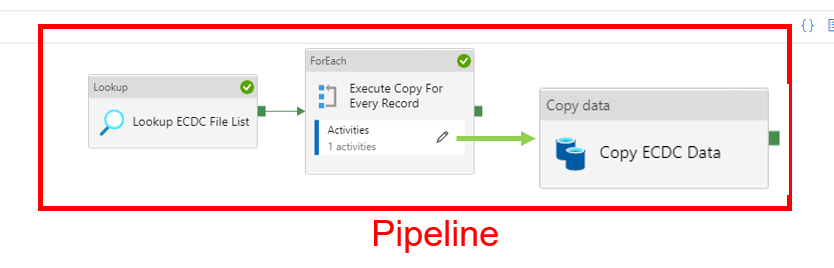 {}
Lookup
Lookup ECDC File List
ForEach
Execute Copy For
Every Record
Activities
1 activities
Copy data
Copy ECDC Data
Pipeline